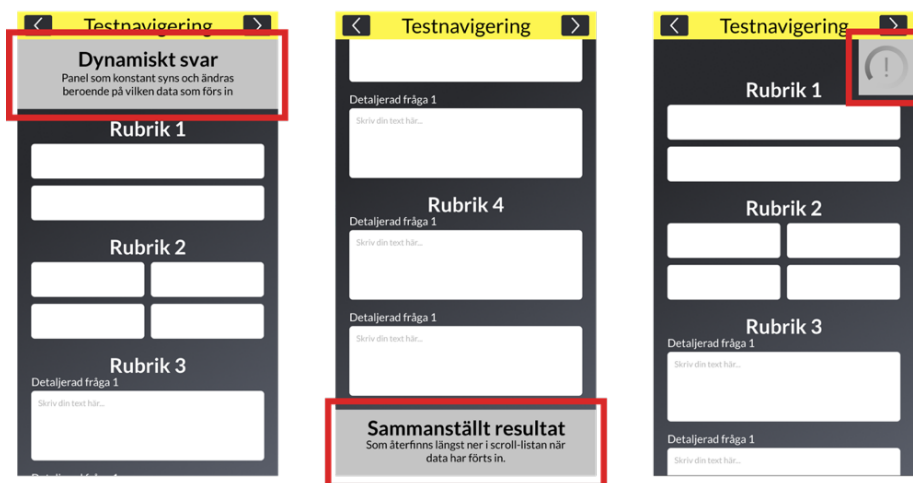 Testnavigering
Dynamiskt svar
Panel som konstant syns och ändras
beroende på vilken data som förs in
Rubrik 1
Rubrik 2
Rubrik 3
Detaljerad fråga 1
Skriv din text här...
Detaljerad fråga 1
Testnavigering
Detaljerad fråga 1
Skriv din text här...
Rubrik 4
Detaljerad fråga 1
Skriv din text här...
Detaljerad fråga 1
Skriv din text här...
Sammanställt resultat
Som återfinns längst ner i scroll-listan när
data har förts in.
Testnavigering
!
Rubrik 1
Rubrik 2
Rubrik 3
Detaljerad fråga 1
Skriv din text här...
Detaljerad fråga 1
Skriv din text här...